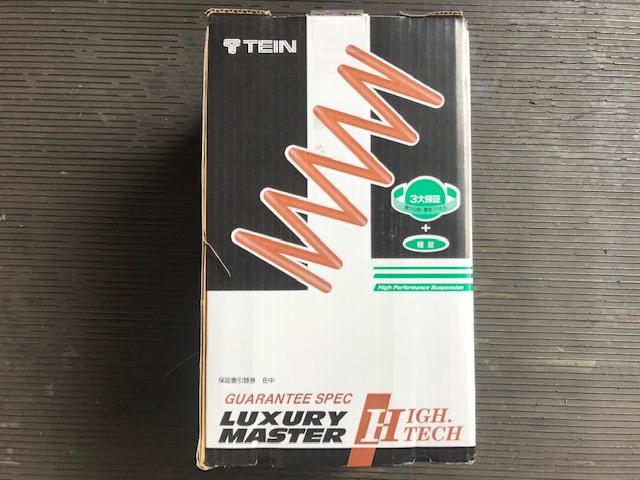 TEIN
3大保証
+
軽量
High Performance Suspension
保証書引替券 在中
GUARANTEE SPEC
LUXURY
MASTER
HIGH.
TECH